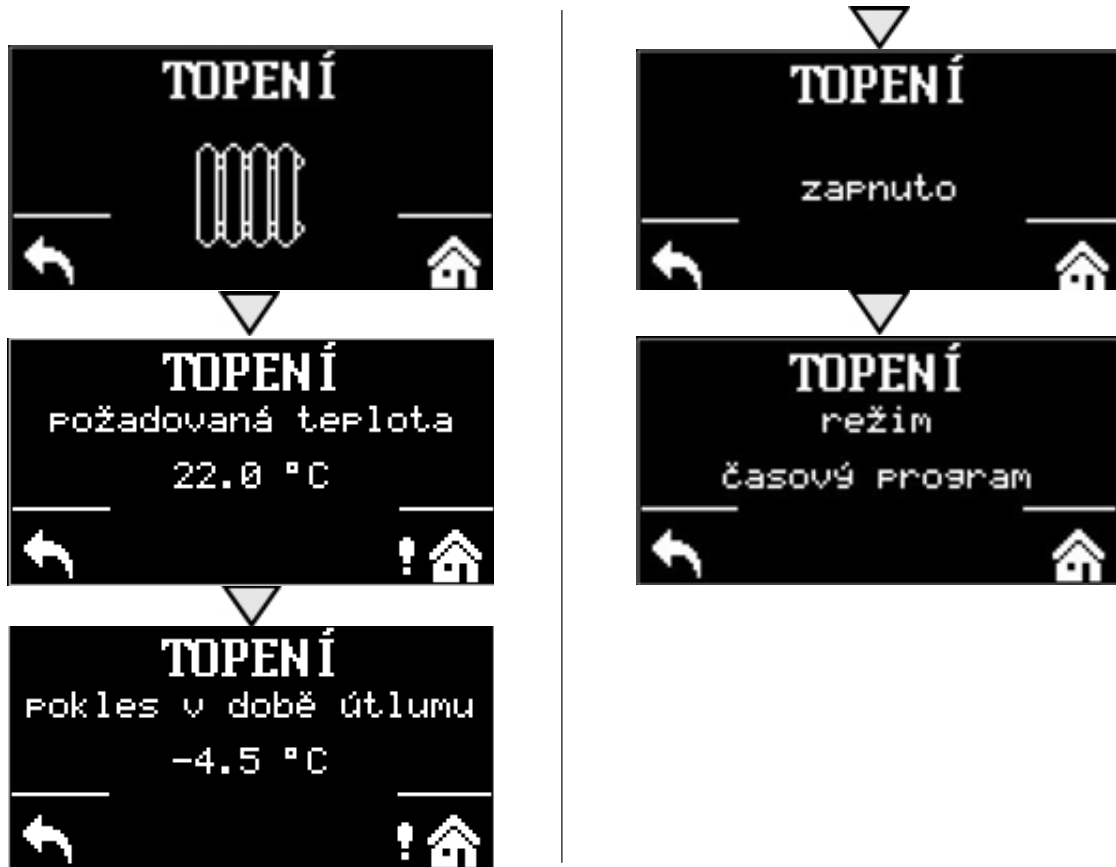 TOPENÍ
TOPENÍ
požadovaná teplota
22.0 °C
!
TOPENÍ
pokles v době útlumu
-4.5 °C
!
TOPENÍ
zapnuto
TOPENÍ
režim
časový program